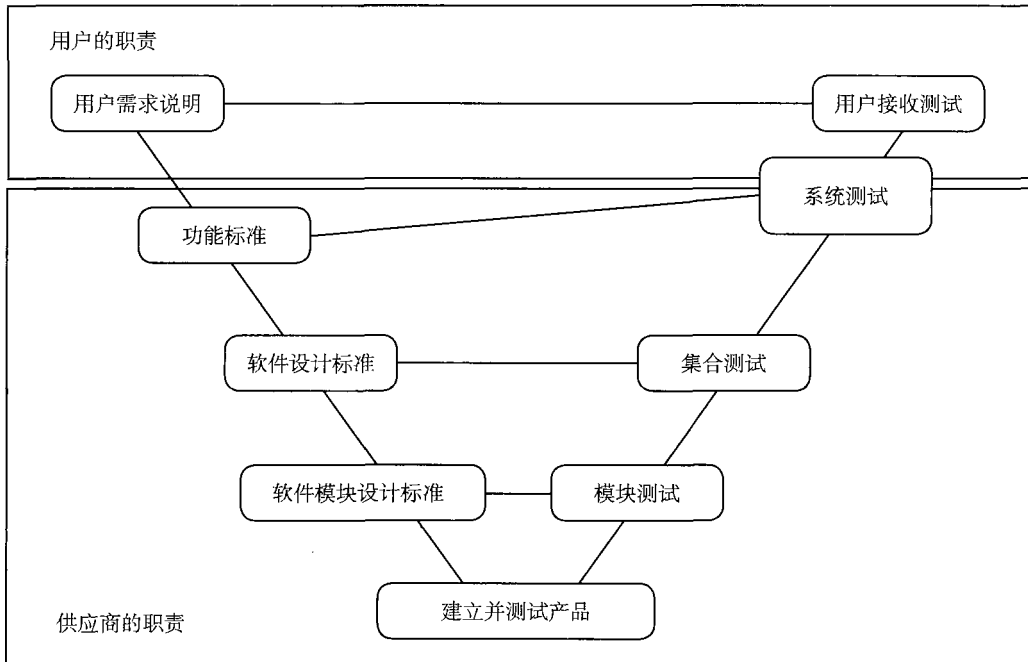 用户的职责
用户需求说明
用户接收测试
系统测试
功能标准
软件设计标准
集合测试
软件模块设计标准
模块测试
建立并测试产品
供应商的职责